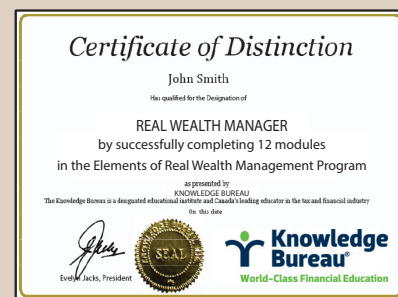 Certificate of Distinction
John Smith
Has qualified for the Designation of
REAL WEALTH MANAGER
by successfully completing 12 modules
in the Elements of Real Wealth Management Program
as presented by
KNOWLEDGE BUREAU
The Knowledge Bureau is a designated educational institute and Canada's leading educator in the tax and financial industry
On this date
SEAL
Evelyn Jacks, President
Knowledge
Bureau®
World-Class Financial Education